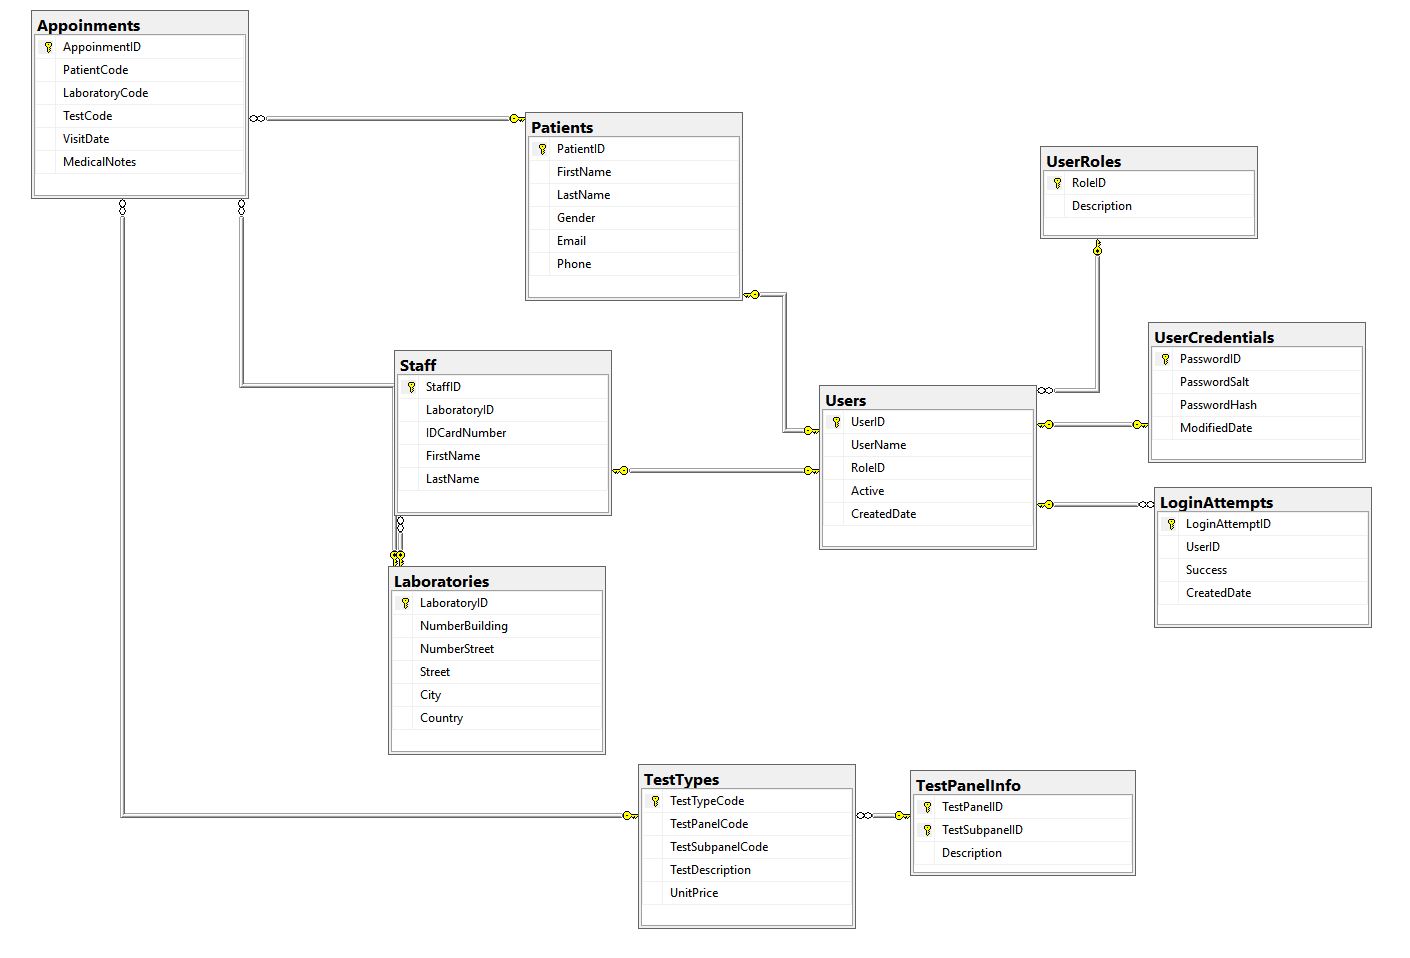 Appoinments
AppoinmentID
PatientCode
LaboratoryCode
TestCode
VisitDate
MedicalNotes
Patients
PatientID
FirstName
LastName
Gender
Email
Phone
UserRoles
RoleID
Description
UserCredentials
PasswordID
PasswordSalt
PasswordHash
ModifiedDate
Staff
StaffID
LaboratoryID
IDCardNumber
FirstName
LastName
Users
UserID
UserName
RoleID
Active
CreatedDate
LoginAttempts
LoginAttemptID
UserID
Success
CreatedDate
Laboratories
LaboratoryID
NumberBuilding
NumberStreet
Street
City
Country
TestTypes
TestTypeCode
TestPanelCode
TestSubpanelCode
TestDescription
UnitPrice
TestPanelInfo
TestPanelID
TestSubpanelID
Description